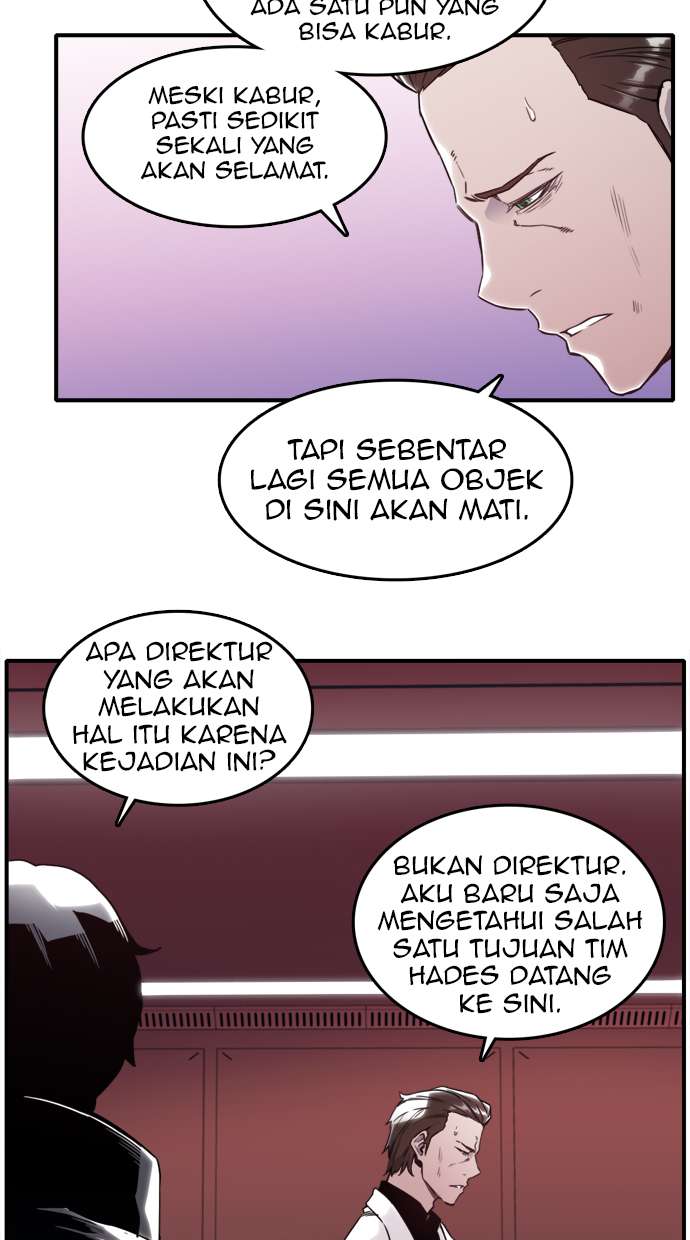 ADA SATU PUN YANG
BISA KABUR.
MESKI KABUR,
PASTI SEDIKIT
SEKALI YANG
AKAN SELAMAT.
TAPI SEBENTAR
LAGI SEMUA OBJEK
DI SINI AKAN MATI.
APA DIREKTUR
YANG AKAN
MELAKUKAN
HAL ITU KARENA
KEJADIAN INI?
BUKAN DIREKTUR.
AKU BARU SAJA
MENGETAHUI SALAH
SATU TUJUAN TIM
HADES DATANG
KE SINI.